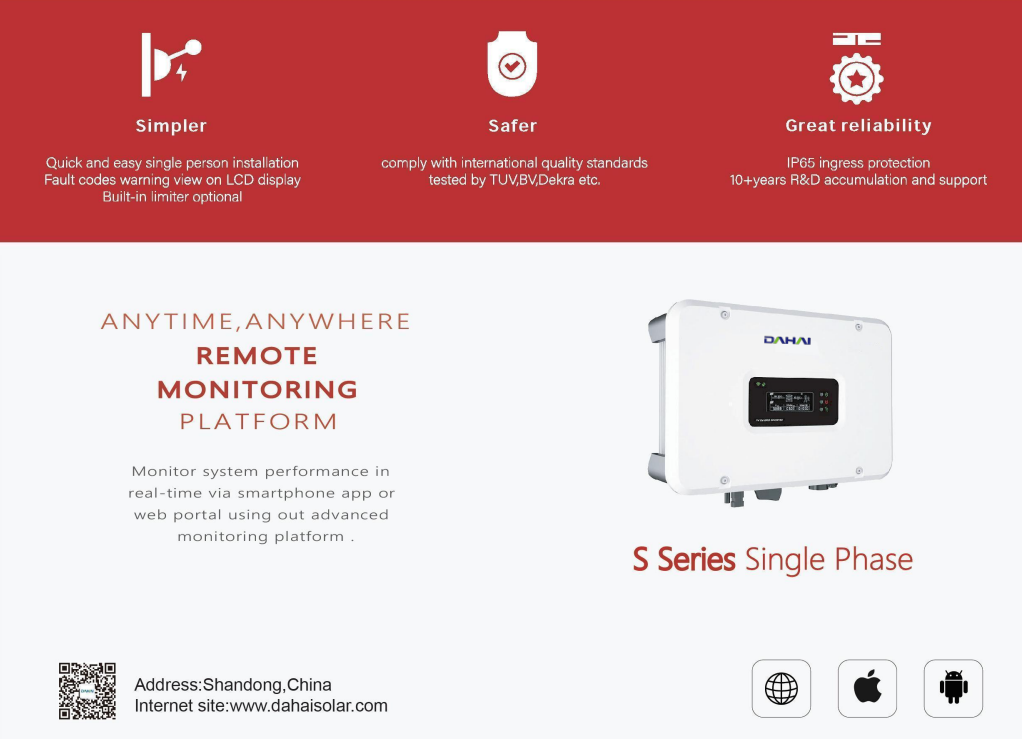 Simpler
Quick and easy single person installation
Fault codes warning view on LCD display
Built-in limiter optional
Safer
comply with international quality standards
tested by TUV,BV,Dekra etc.
Great reliability
IP65 ingress protection
10+years R&D accumulation and support
ANYTIME,ANYWHERE
REMOTE
MONITORING
PLATFORM
Monitor system performance in
real-time via smartphone app or
web portal using out advanced
monitoring platform .
DAHAI
S Series Single Phase
DAHAI
Address:Shandong,China
Internet site:www.dahaisolar.com